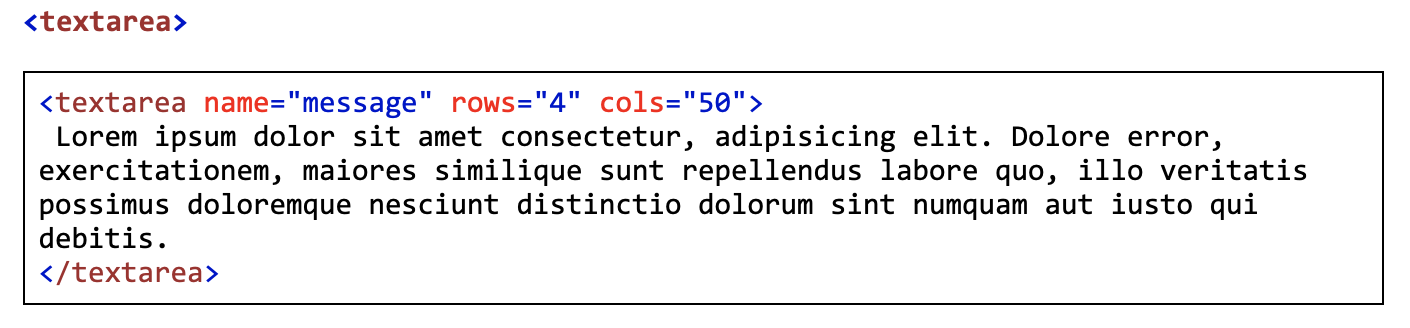 <textarea>
<textarea name="message" rows="4" cols="50">
 Lorem ipsum dolor sit amet consectetur, adipisicing elit. Dolore error,
exercitationem, maiores similique sunt repellendus labore quo, illo veritatis
possimus doloremque nesciunt distinctio dolorum sint numquam aut iusto qui
debitis.
</textarea>